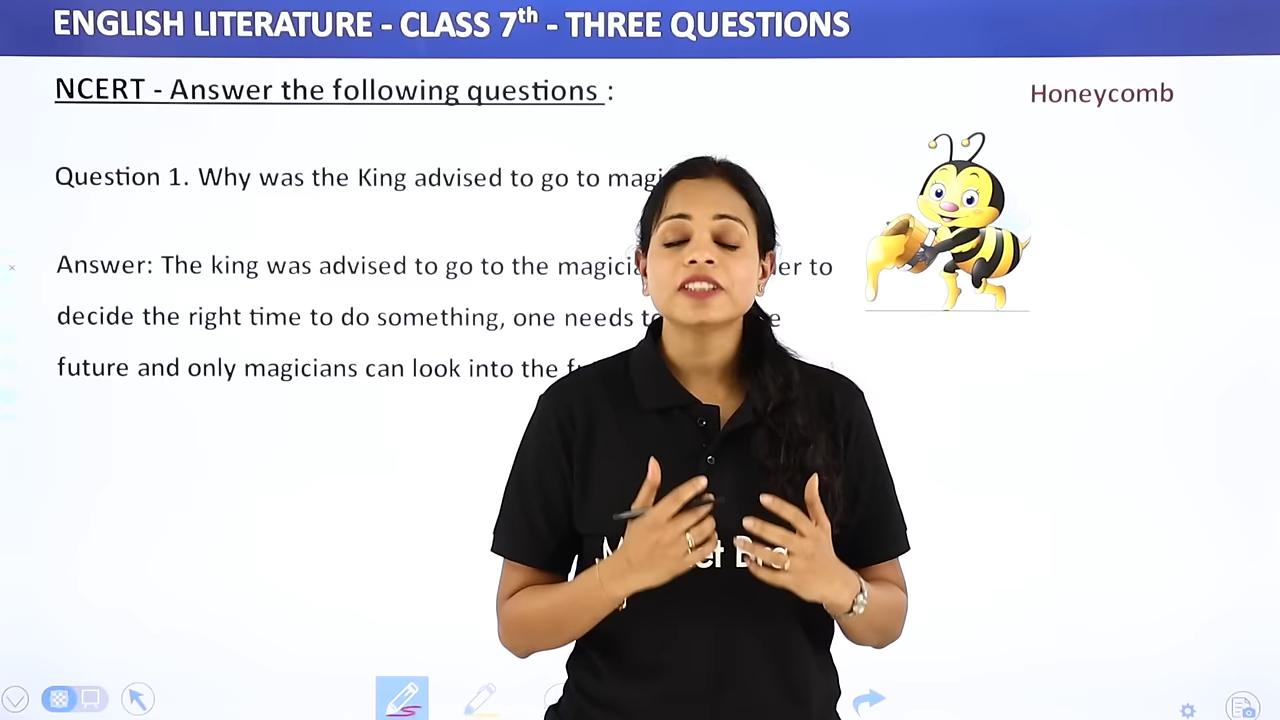 ENGLISH LITERATURE - CLASS 7th - THREE QUESTIONS
NCERT - Answer the following questions :
Honeycomb
Question 1. Why was the King advised to go to
Answer: The king was advised to go to the to
decide the right time to do something, one needs
future and only magicians can look into the